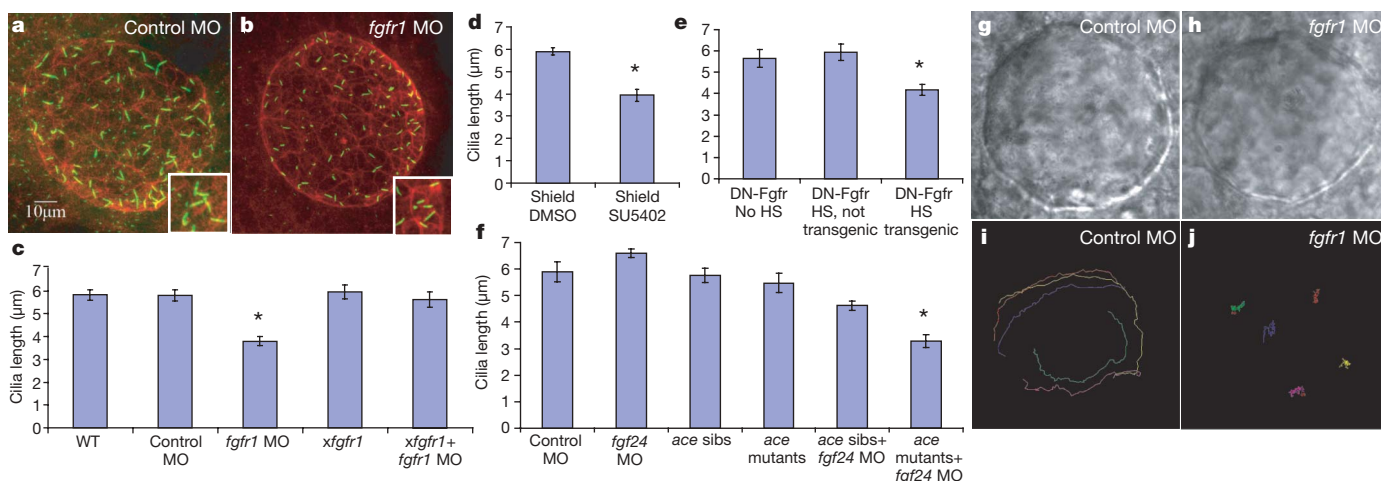 a Control MO
10μm
b fgfr1 MO
c
Cilia length (μm)
7
6
5
4
3
2
1
0
*
WT
Control
MO
fgfr1 MO
xfgfr1
xfgfr1+
fgfr1 MO
d
Cilia length (μm)
7
6
5
4
3
2
1
0
*
Shield
DMSO
Shield
SU5402
e
Cilia length (μm)
7
6
5
4
3
2
1
0
*
DN-Fgfr
No HS
DN-Fgfr
HS, not
transgenic
DN-Fgfr
HS
transgenic
f
Cilia length (μm)
7
6
5
4
3
2
1
0
*
Control
MO
fgf24
MO
ace sibs
ace
mutants
ace sibs+
fgf24 MO
ace
mutants+
fgf24 MO
g Control MO
h fgfr1 MO
i Control MO
j fgfr1 MO